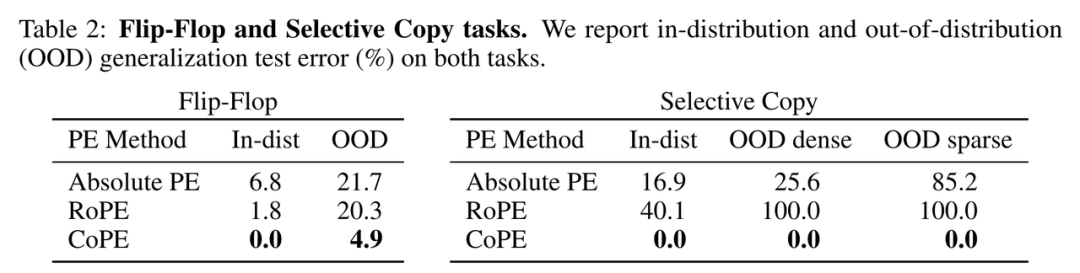 Table 2: Flip-Flop and Selective Copy tasks. We report in-distribution and out-of-distribution
(OOD) generalization test error (%) on both tasks.
Flip-Flop
PE Method In-dist OOD
Absolute PE 6.8 21.7
RoPE 1.8 20.3
CoPE 0.0 4.9
Selective Copy
PE Method In-dist OOD dense OOD sparse
Absolute PE 16.9 25.6 85.2
RoPE 40.1 100.0 100.0
CoPE 0.0 0.0 0.0